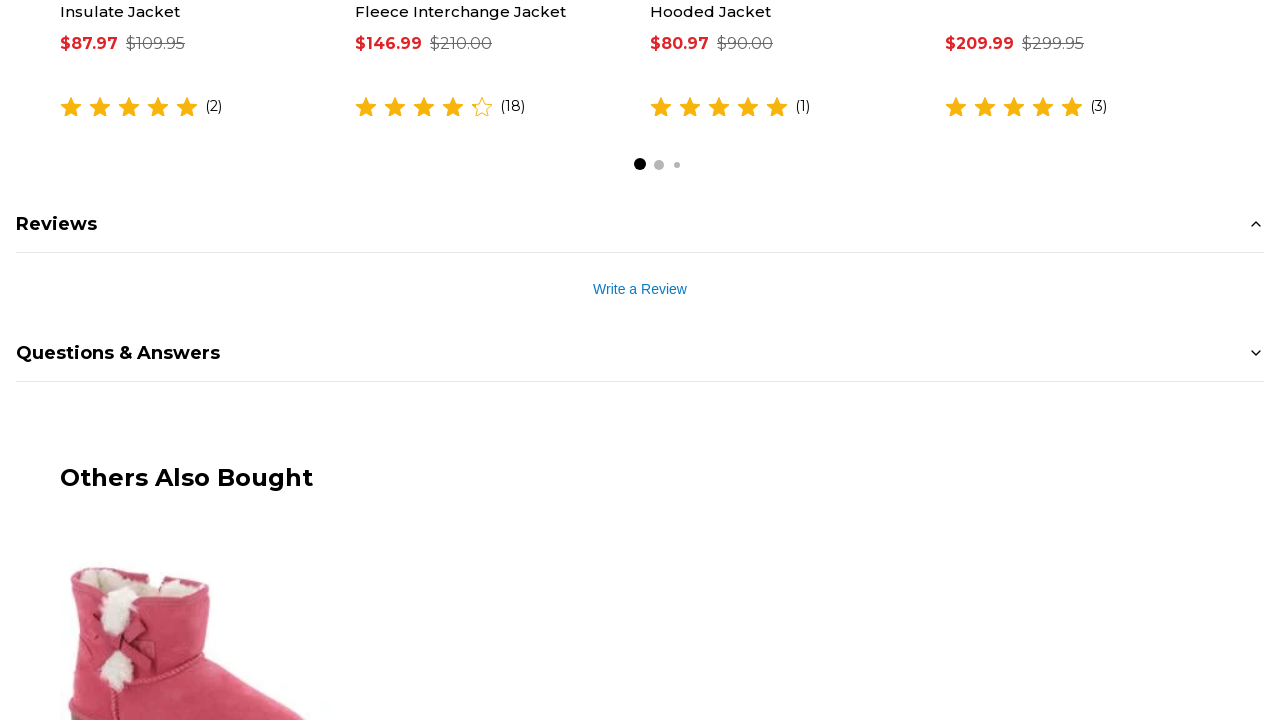 Insulate Jacket
Fleece Interchange Jacket
Hooded Jacket
$87.97 $109.95
$146.99 $210.00
$80.97 $90.00
$209.99 $299.95
(2)
(18)
(1)
(3)
Reviews
Write a Review
Questions & Answers
Others Also Bought